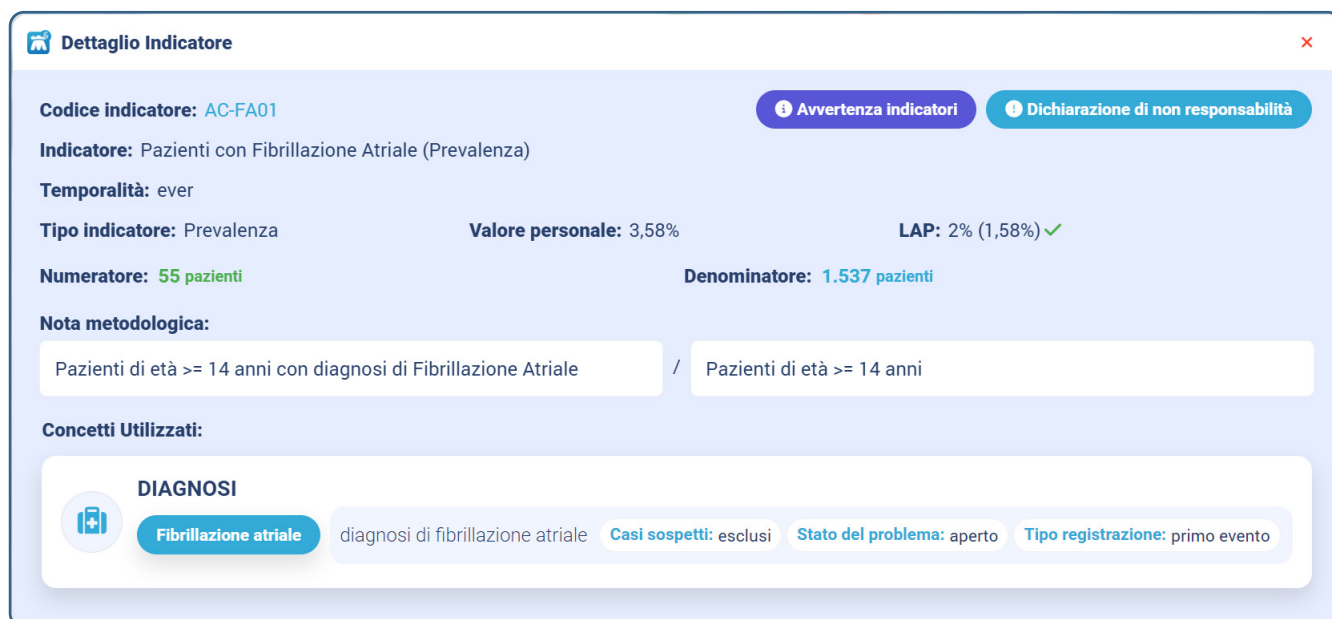 Dettaglio Indicatore
Codice indicatore: AC-FA01
Avvertenza indicatori
Dichiarazione di non responsabilità
Indicatore: Pazienti con Fibrillazione Atriale (Prevalenza)
Temporalità: ever
Tipo indicatore: Prevalenza
Valore personale: 3,58%
LAP: 2% (1,58%)
Numeratore: 55 pazienti
Denominatore: 1.537 pazienti
Nota metodologica:
Pazienti di età >= 14 anni con diagnosi di Fibrillazione Atriale / Pazienti di età >= 14 anni
Concetti Utilizzati:
DIAGNOSI
Fibrillazione atriale
diagnosi di fibrillazione atriale
Casi sospetti: esclusi
Stato del problema: aperto
Tipo registrazione: primo evento